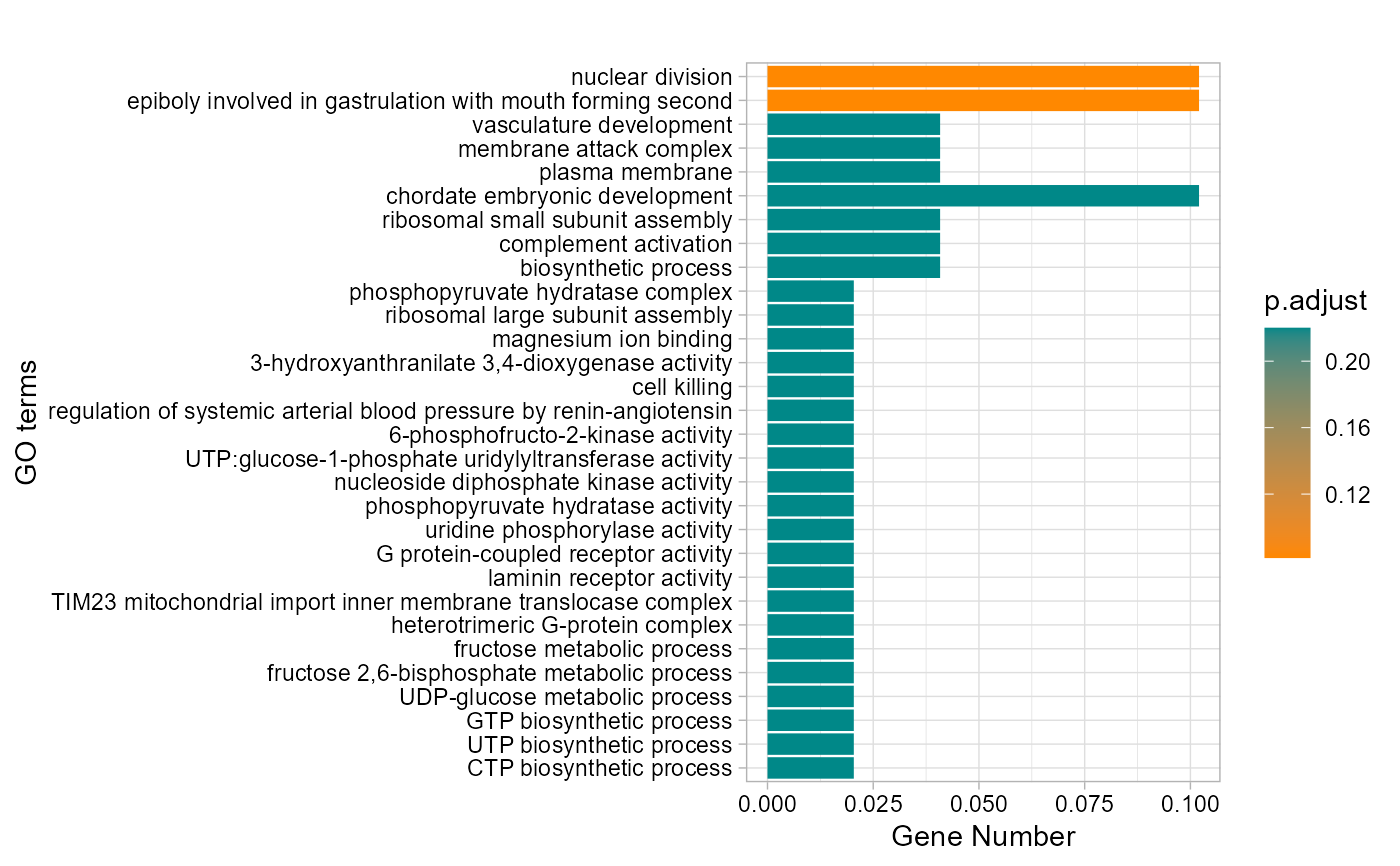 nuclear division
epiboly involved in gastrulation with mouth forming second
vasculature development
membrane attack complex
plasma membrane
chordate embryonic development
ribosomal small subunit assembly
complement activation
biosynthetic process
phosphopyruvate hydratase complex
ribosomal large subunit assembly
magnesium ion binding
3-hydroxyanthranilate 3,4-dioxygenase activity
cell killing
regulation of systemic arterial blood pressure by renin-angiotensin
6-phosphofructo-2-kinase activity
UTP:glucose-1-phosphate uridylyltransferase activity
nucleoside diphosphate kinase activity
phosphopyruvate hydratase activity
uridine phosphorylase activity
G protein-coupled receptor activity
laminin receptor activity
TIM23 mitochondrial import inner membrane translocase complex
heterotrimeric G-protein complex
fructose metabolic process
fructose 2,6-bisphosphate metabolic process
UDP-glucose metabolic process
GTP biosynthetic process
UTP biosynthetic process
CTP biosynthetic process
GO terms
0.000 0.025 0.050 0.075 0.100
Gene Number
p.adjust
0.20
0.16
0.12